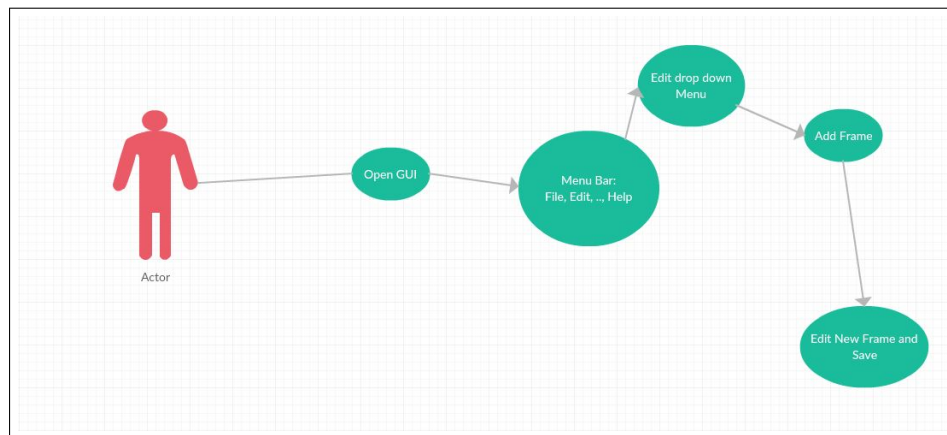 Actor
Open GUI
Menu Bar:
File, Edit, .., Help
Edit drop down
Menu
Add Frame
Edit New Frame and
Save